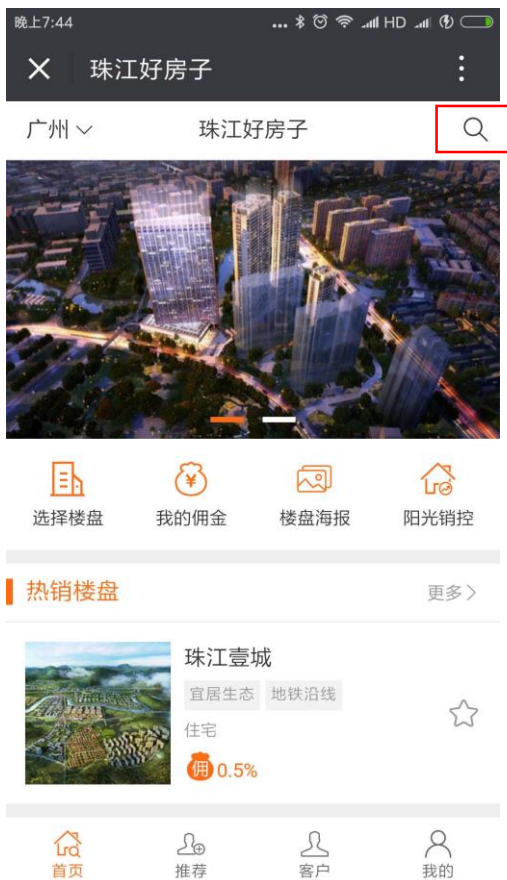 晚上7:44 ... HD
珠江好房子
广州 珠江好房子
选择楼盘 我的佣金 楼盘海报 阳光销控
热销楼盘 更多
珠江壹城
宜居生态 地铁沿线
住宅
佣 0.5%
首页 推荐 客户 我的